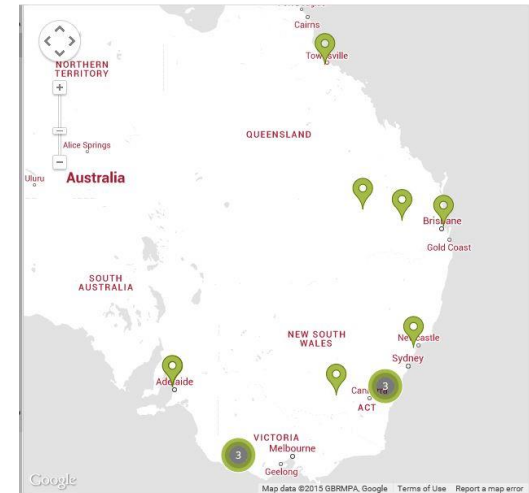 Cairns
Townsville
NORTHERN
TERRITORY
+
QUEENSLAND
Alice Springs
−
Uluru
Australia
Brisbane
Gold Coast
SOUTH
AUSTRALIA
NEW SOUTH
WALES
Newcastle
Sydney
Adelaide
3
Canberra
ACT
VICTORIA
3
Melbourne
Geelong
Google
Map data ©2015 GBRMPA, Google Terms of Use Report a map error